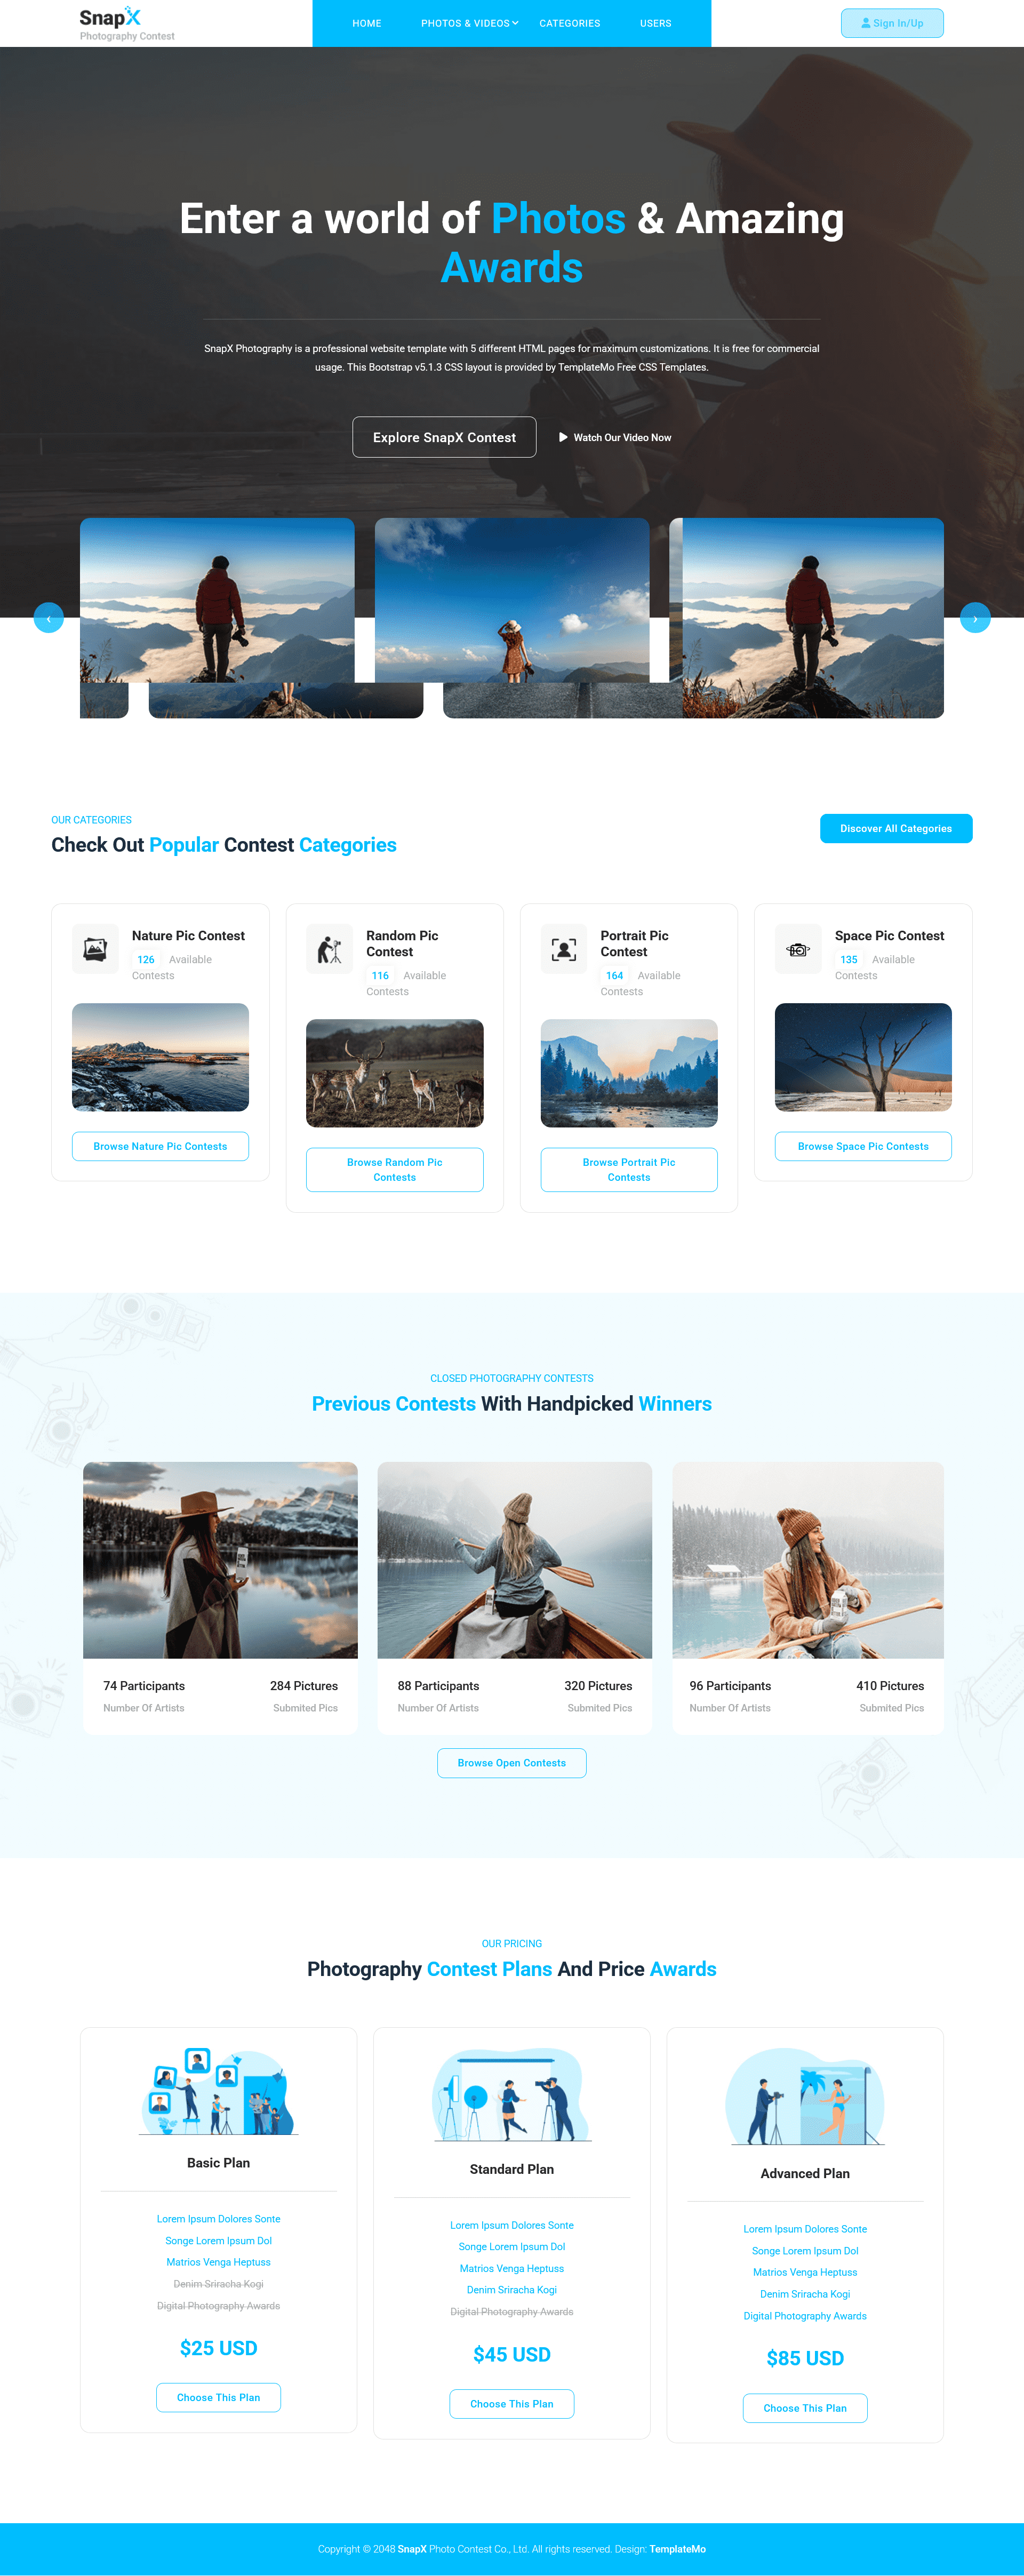 SnapX
Photography Contest
HOME
PHOTOS & VIDEOS
CATEGORIES
USERS
Sign In/Up
Enter a world of Photos & Amazing
Awards
SnapX Photography is a professional website template with 5 different HTML pages for maximum customizations. It is free for commercial
usage. This Bootstrap v5.1.3 CSS layout is provided by TemplateMo Free CSS Templates.
Explore SnapX Contest
Watch Our Video Now
OUR CATEGORIES
Check Out Popular Contest Categories
Discover All Categories
Nature Pic Contest
126 Available
Contests
Browse Nature Pic Contests
Random Pic
Contest
116 Available
Contests
Browse Random Pic
Contests
Portrait Pic
Contest
164 Available
Contests
Browse Portrait Pic
Contests
Space Pic Contest
135 Available
Contests
Browse Space Pic Contests
CLOSED PHOTOGRAPHY CONTESTS
Previous Contests With Handpicked Winners
74 Participants
Number Of Artists
284 Pictures
Submited Pics
88 Participants
Number Of Artists
320 Pictures
Submited Pics
96 Participants
Number Of Artists
410 Pictures
Submited Pics
Browse Open Contests
OUR PRICING
Photography Contest Plans And Price Awards
Basic Plan
Lorem Ipsum Dolores Sonte
Songe Lorem Ipsum Dol
Matrios Venga Heptuss
Denim Sriracha Kogi
Digital Photography Awards
$25 USD
Choose This Plan
Standard Plan
Lorem Ipsum Dolores Sonte
Songe Lorem Ipsum Dol
Matrios Venga Heptuss
Denim Sriracha Kogi
Digital Photography Awards
$45 USD
Choose This Plan
Advanced Plan
Lorem Ipsum Dolores Sonte
Songe Lorem Ipsum Dol
Matrios Venga Heptuss
Denim Sriracha Kogi
Digital Photography Awards
$85 USD
Choose This Plan
Copyright © 2048 SnapX Photo Contest Co., Ltd. All rights reserved. Design: TemplateMo